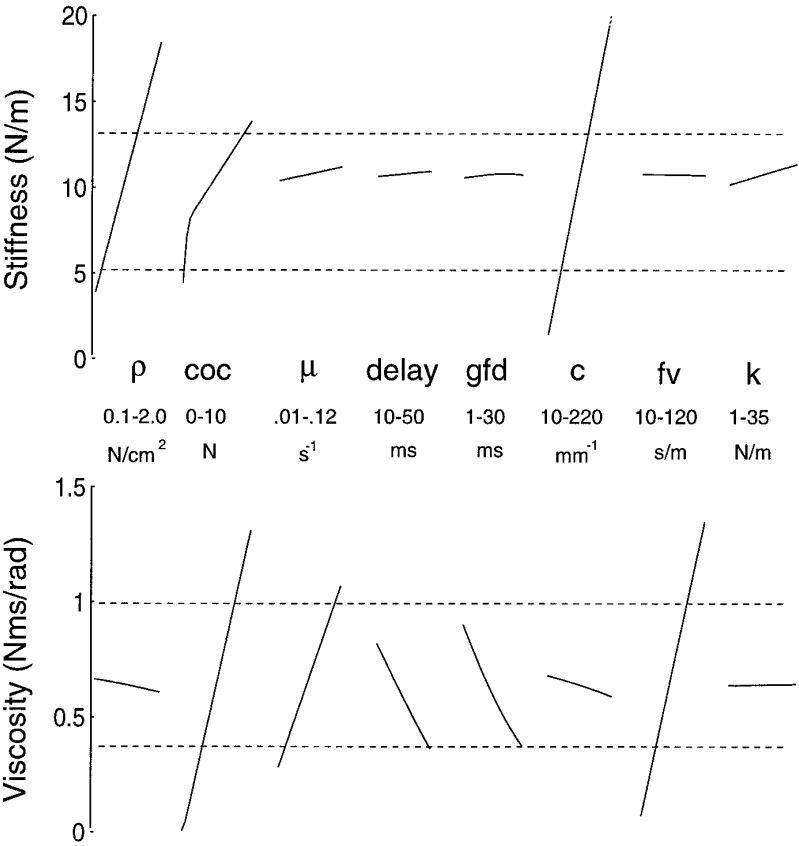 20
15
10
5
0
Stiffness (N/m)
ρ coc μ delay gfd c fv k
0.1-2.0 0-10 .01-.12 10-50 1-30 10-220 10-120 1-35
N/cm² N s⁻¹ ms ms mm⁻¹ s/m N/m
1.5
1
0.5
0
Viscosity (Nms/rad)